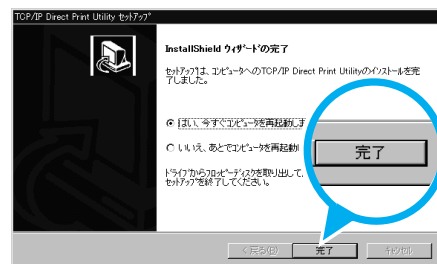 TCP/IP Direct Print Utility ｾｯﾄｱｯﾌﾟ
InstallShield ｳｨｻﾞｰﾄﾞの完了
ｾｯﾄｱｯﾌﾟは、ｺﾝﾋﾟｭｰﾀへのTCP/IP Direct Print Utilityのｲﾝｽﾄｰﾙを完
了しました。
はい、今すぐｺﾝﾋﾟｭｰﾀを再起動しま
いいえ、あとでｺﾝﾋﾟｭｰﾀを再起動
ﾄﾞﾗｲﾌﾞからﾌﾛｯﾋﾟｰﾃﾞｨｽｸを取り出して、
ｾｯﾄｱｯﾌﾟを終了してください。
完了
< 戻る(B) 完了 ｷｬﾝｾﾙ